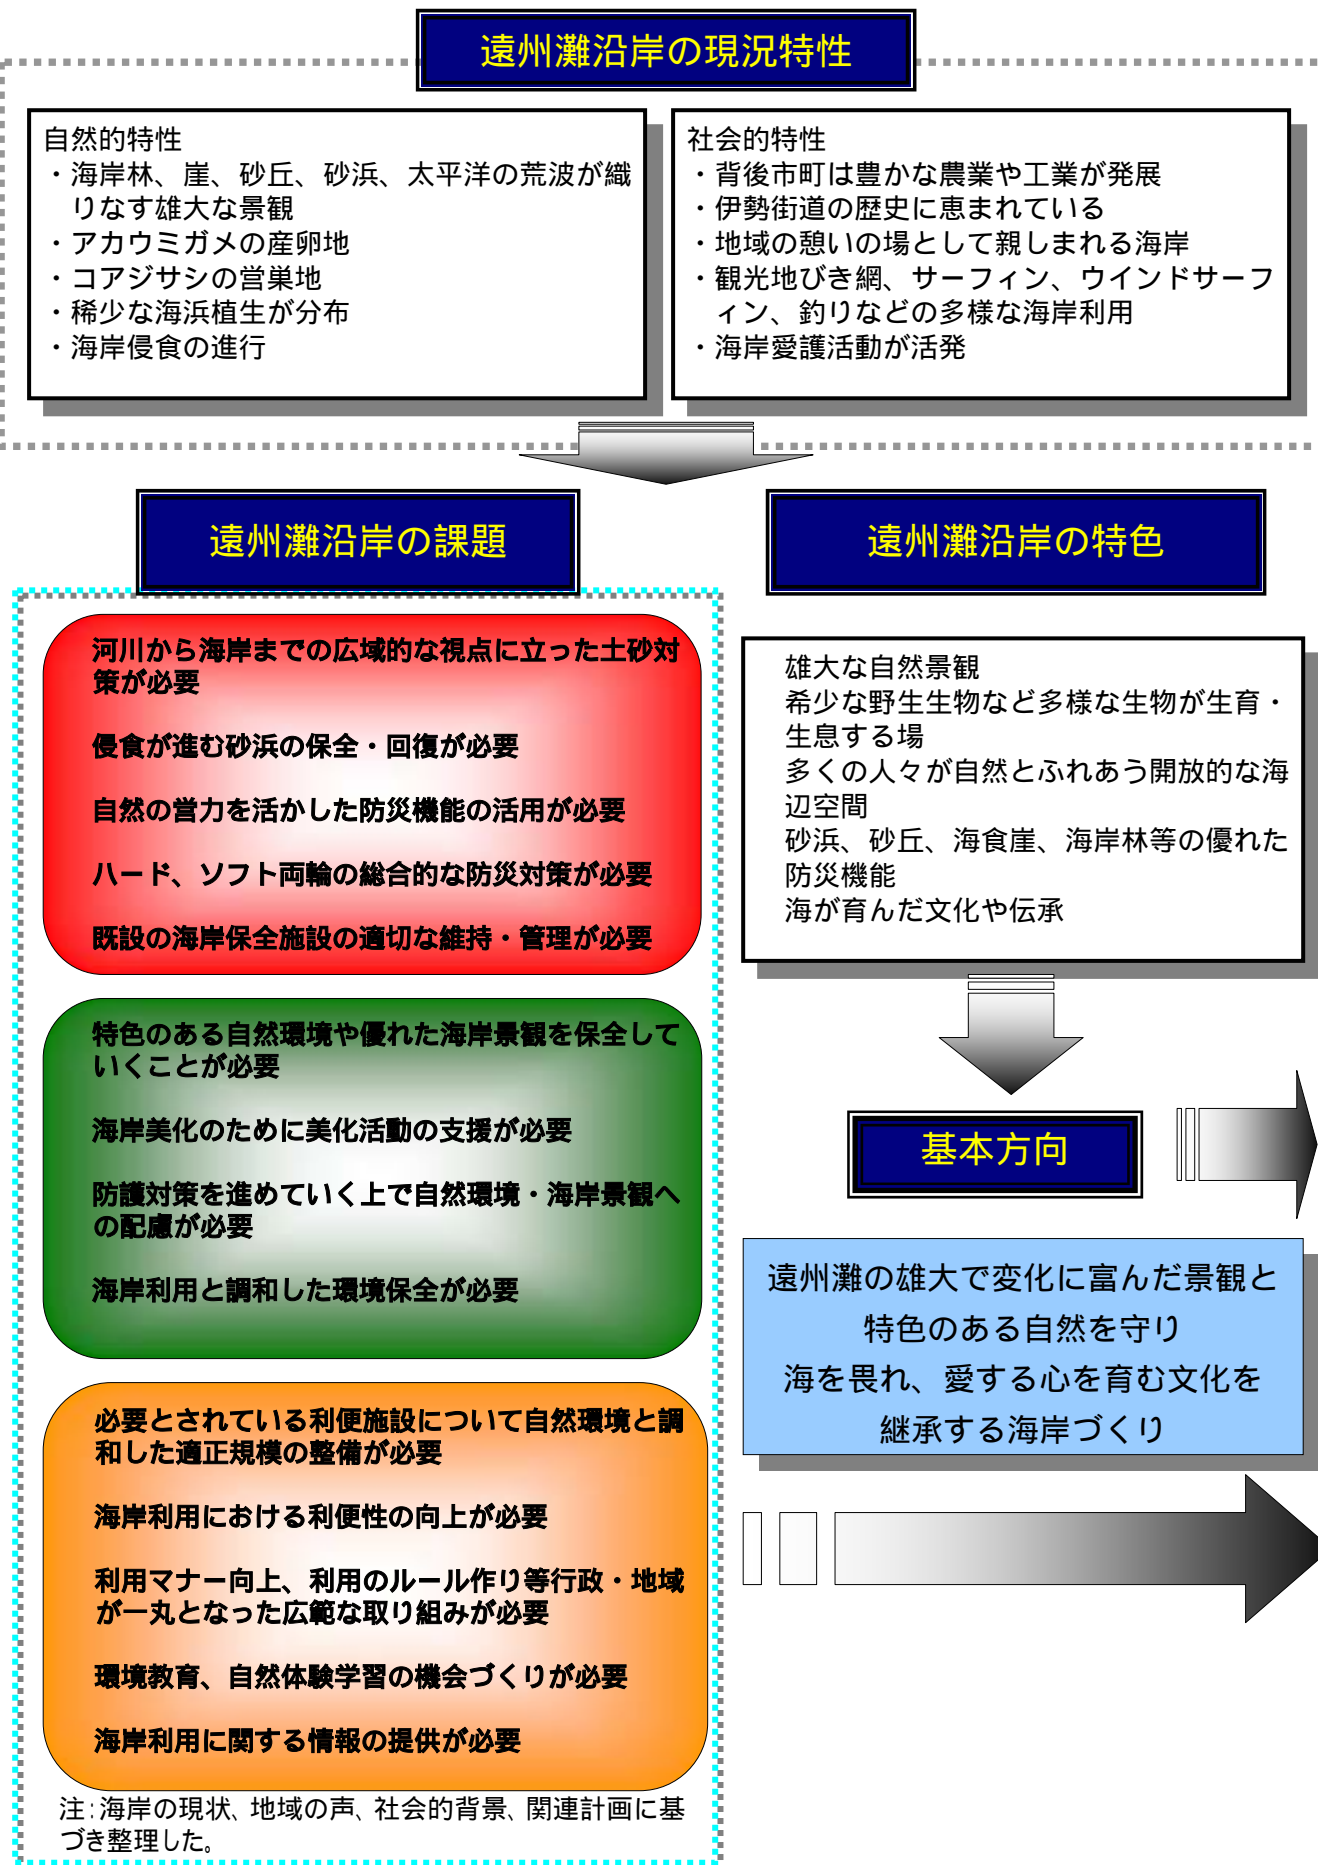 遠州灘沿岸の現況特性
自然的特性
・海岸林、崖、砂丘、砂浜、太平洋の荒波が織
りなす雄大な景観
・アカウミガメの産卵地
・コアジサシの営巣地
・稀少な海浜植生が分布
・海岸侵食の進行
社会的特性
・背後市町は豊かな農業や工業が発展
・伊勢街道の歴史に恵まれている
・地域の憩いの場として親しまれる海岸
・観光地びき網、サーフィン、ウインドサーフ
ィン、釣りなどの多様な海岸利用
・海岸愛護活動が活発
遠州灘沿岸の課題
河川から海岸までの広域的な視点に立った土砂対
策が必要
侵食が進む砂浜の保全・回復が必要
自然の営力を活かした防災機能の活用が必要
ハード、ソフト両輪の総合的な防災対策が必要
既設の海岸保全施設の適切な維持・管理が必要
特色のある自然環境や優れた海岸景観を保全して
いくことが必要
海岸美化のために美化活動の支援が必要
防護対策を進めていく上で自然環境・海岸景観へ
の配慮が必要
海岸利用と調和した環境保全が必要
必要とされている利便施設について自然環境と調
和した適正規模の整備が必要
海岸利用における利便性の向上が必要
利用マナー向上、利用のルール作り等行政・地域
が一丸となった広範な取り組みが必要
環境教育、自然体験学習の機会づくりが必要
海岸利用に関する情報の提供が必要
注:海岸の現状、地域の声、社会的背景、関連計画に基
づき整理した。
遠州灘沿岸の特色
雄大な自然景観
希少な野生生物など多様な生物が生育・
生息する場
多くの人々が自然とふれあう開放的な海
辺空間
砂浜、砂丘、海食崖、海岸林等の優れた
防災機能
海が育んだ文化や伝承
基本方向
遠州灘の雄大で変化に富んだ景観と
特色のある自然を守り
海を畏れ、愛する心を育む文化を
継承する海岸づくり